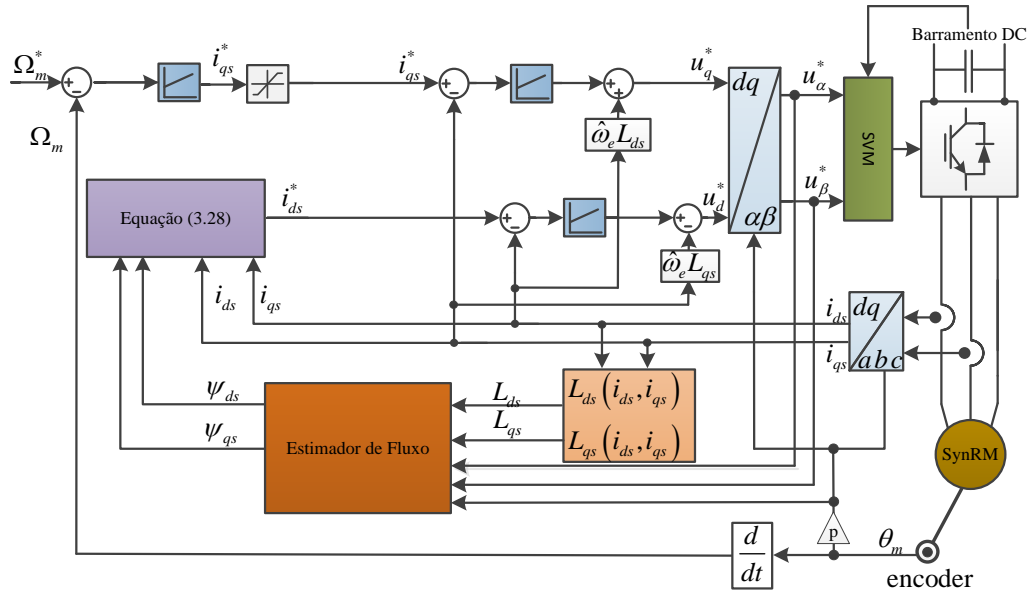 Barramento DC
Ω*m
i*qs
i*qs
u*q
dq
u*α
SVM
Ωm
ω̂eLds
i*ds
u*d
u*β
Equação (3.28)
αβ
ω̂eLqs
ids
iqs
ids
dq
iqs
abc
ψds
Lds
Lds(ids,iqs)
ψqs
Lqs
Lqs(ids,iqs)
Estimador de Fluxo
SynRM
p
d
dt
θm
encoder